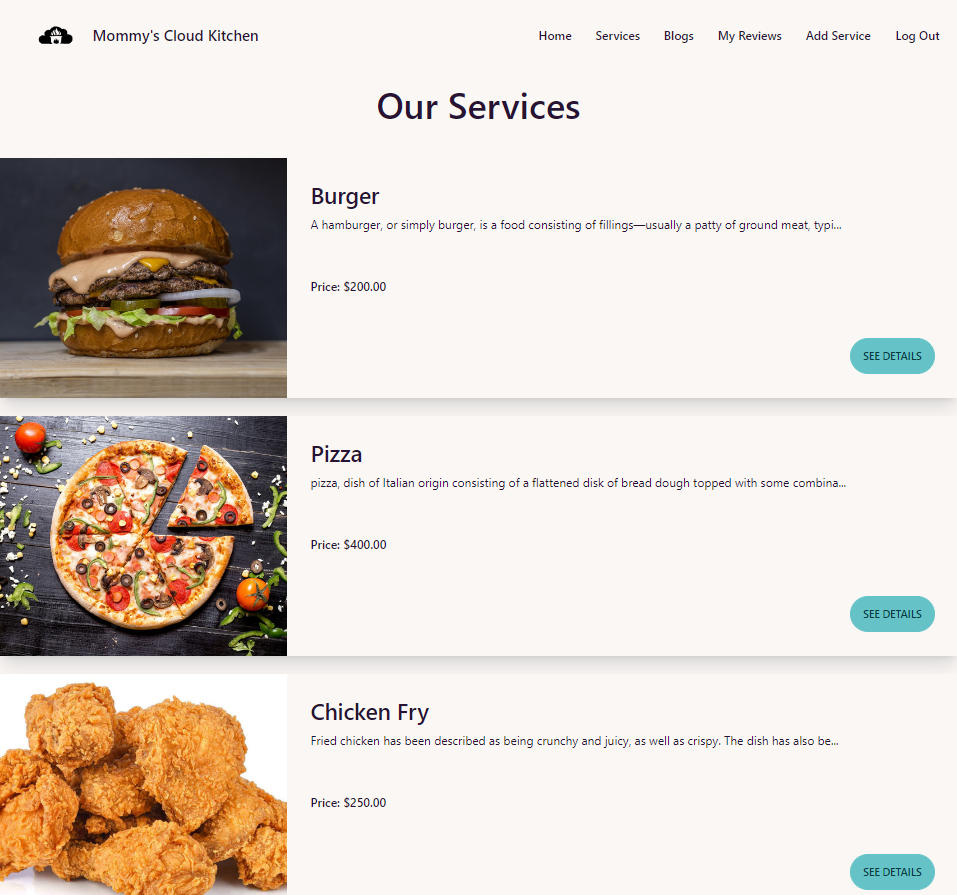 Mommy's Cloud Kitchen
Home Services Blogs My Reviews Add Service Log Out
Our Services
Burger
A hamburger, or simply burger, is a food consisting of fillings—usually a patty of ground meat, typi...
Price: $200.00
SEE DETAILS
Pizza
pizza, dish of Italian origin consisting of a flattened disk of bread dough topped with some combina...
Price: $400.00
SEE DETAILS
Chicken Fry
Fried chicken has been described as being crunchy and juicy, as well as crispy. The dish has also be...
Price: $250.00
SEE DETAILS